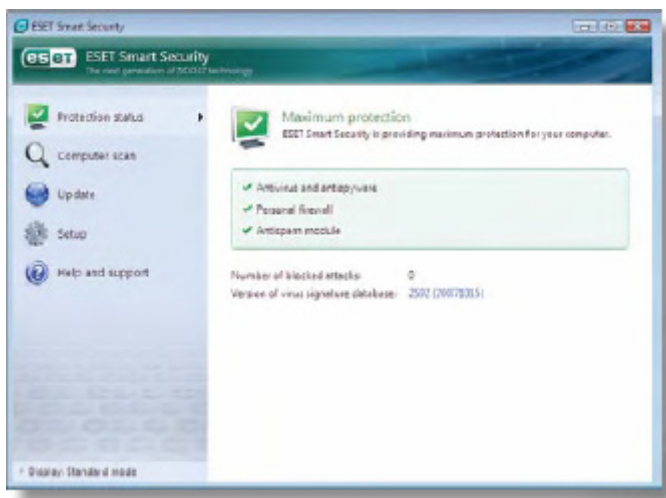 ESET Smart Security
eset ESET Smart Security
The next generation of NOD32 technology
Protection status
Computer scan
Update
Setup
Help and support
Display: Standard mode
Maximum protection
ESET Smart Security is providing maximum protection for your computer.
Antivirus and antispyware
Personal firewall
Antispam module
Number of blocked attacks: 0
Version of virus signature database: 2502